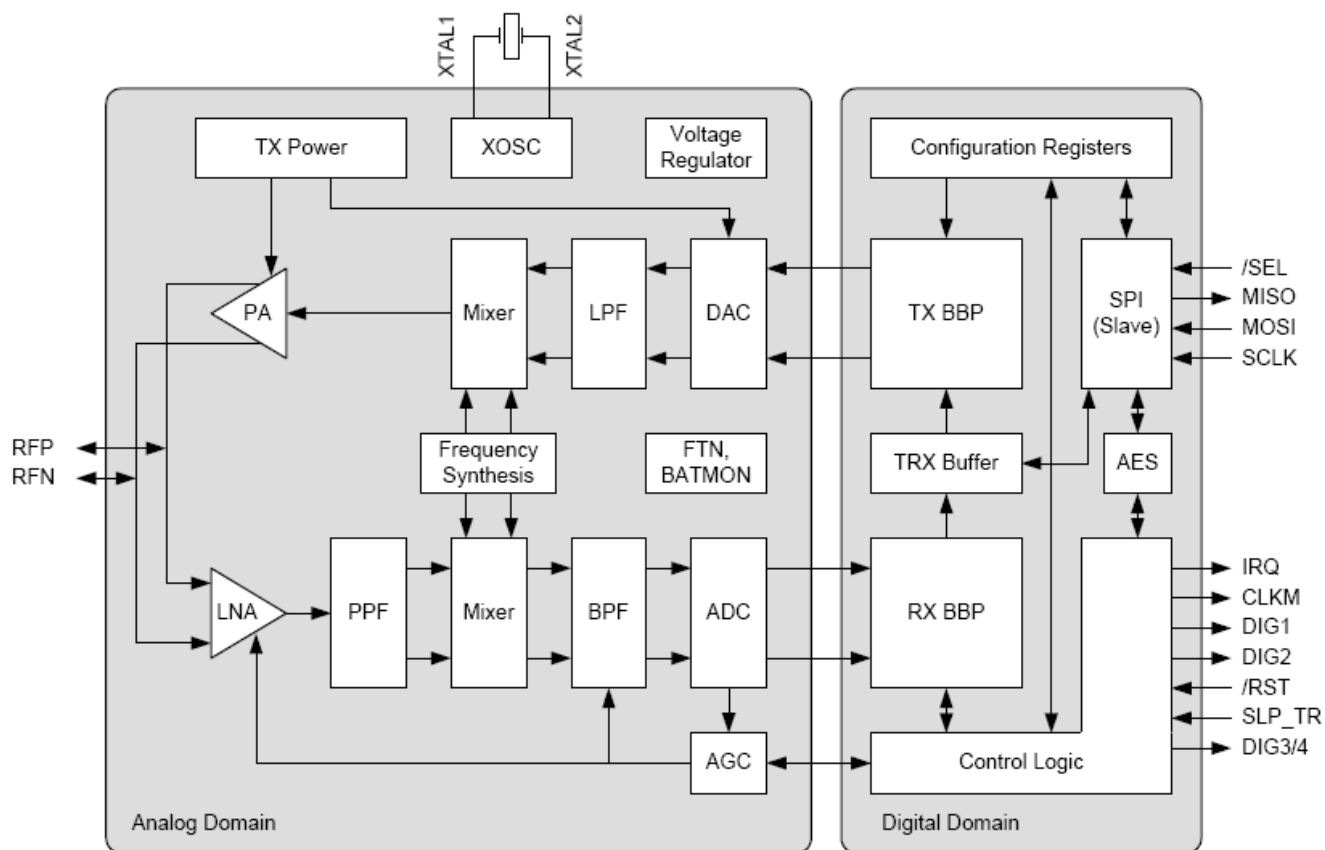 XTAL1
XTAL2
TX Power
XOSC
Voltage
Regulator
Configuration Registers
PA
Mixer
LPF
DAC
TX BBP
SPI
(Slave)
/SEL
MISO
MOSI
SCLK
RFP
RFN
Frequency
Synthesis
FTN,
BATMON
TRX Buffer
AES
LNA
PPF
Mixer
BPF
ADC
RX BBP
IRQ
CLKM
DIG1
DIG2
/RST
SLP_TR
DIG3/4
AGC
Control Logic
Analog Domain
Digital Domain